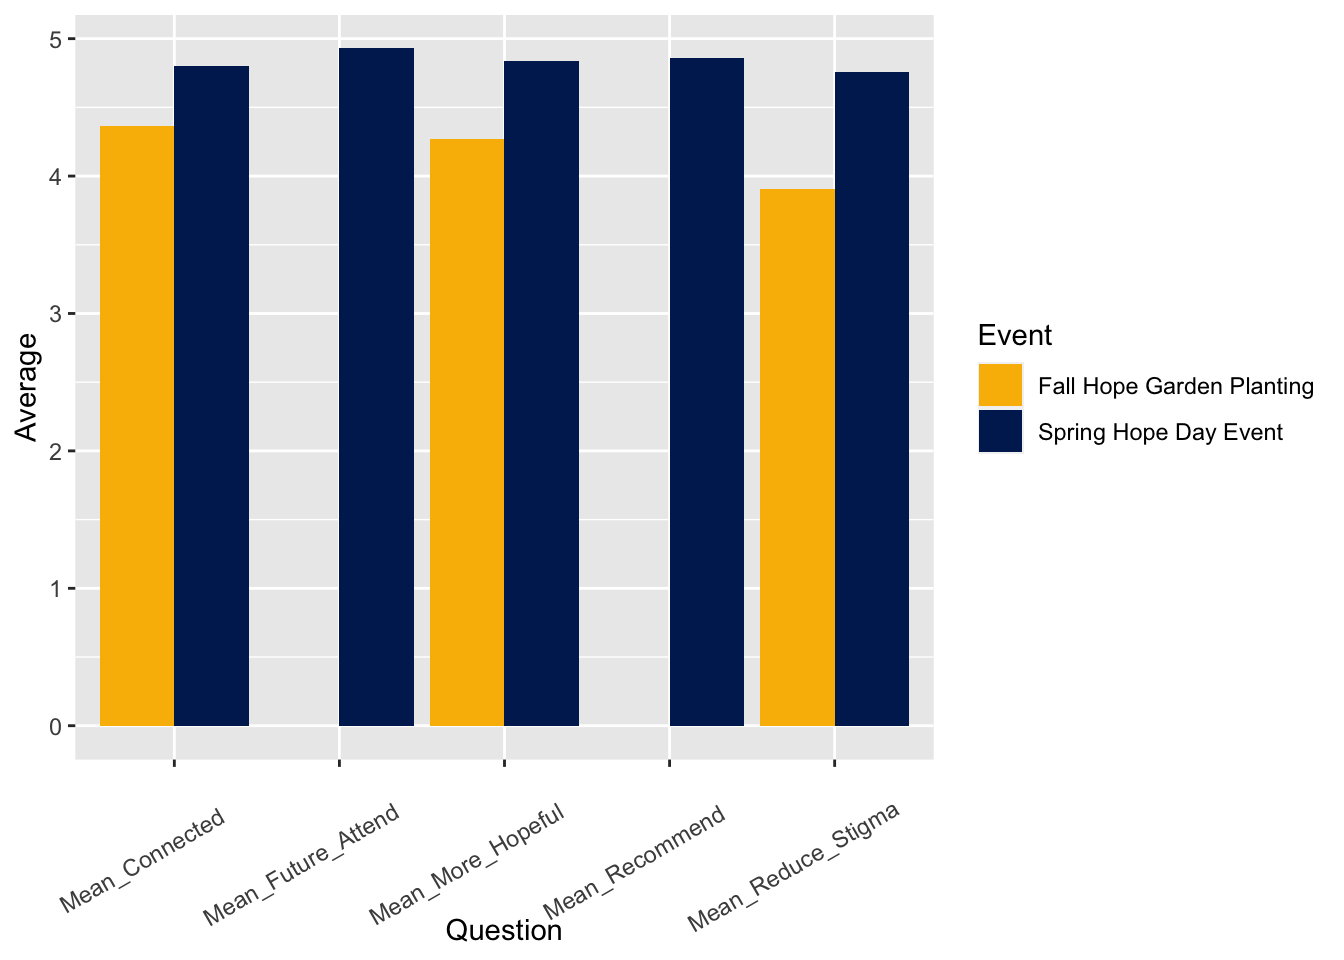 5
4
3
2
1
0
Average
Mean_Connected
Mean_Future_Attend
Mean_More_Hopeful
Mean_Recommend
Mean_Reduce_Stigma
Question
Event
Fall Hope Garden Planting
Spring Hope Day Event